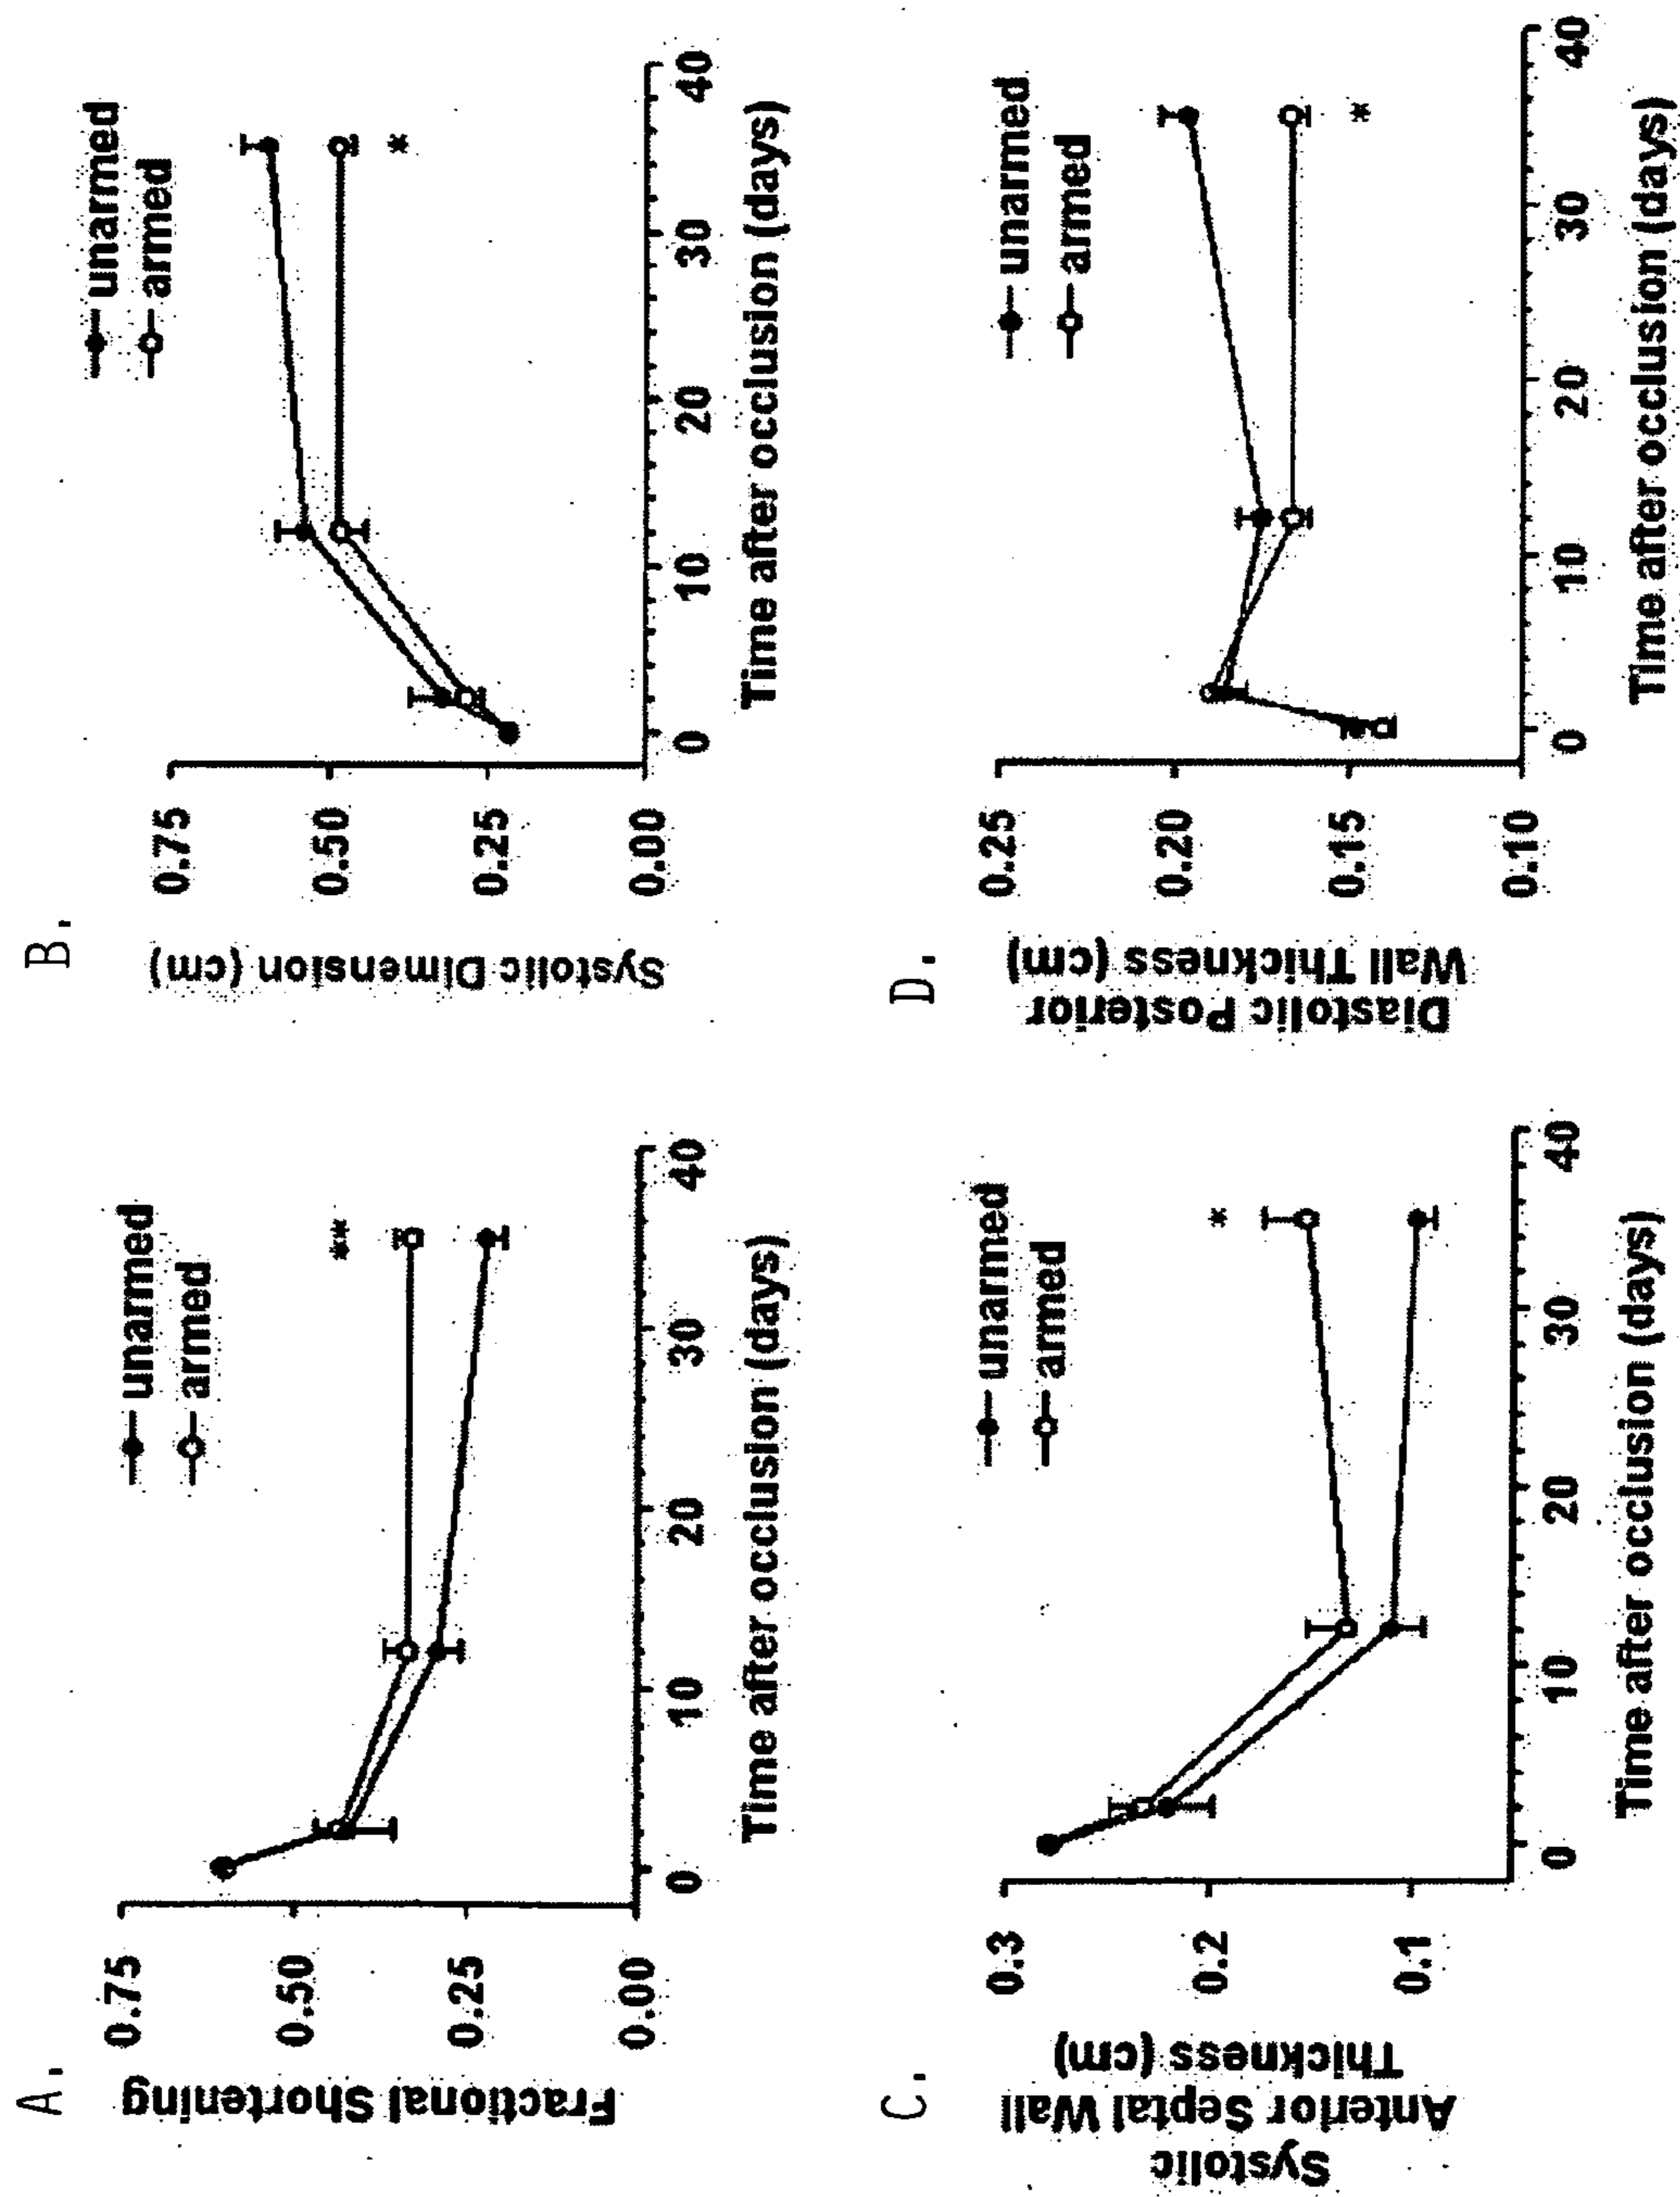 A.
Fractional Shortening
0.75
0.50
0.25
0.00
unarmed
armed
**
0 10 20 30 40
Time after occlusion (days)
B.
Systolic Dimension (cm)
0.75
0.50
0.25
0.00
unarmed
armed
*
0 10 20 30 40
Time after occlusion (days)
C.
Systolic
Anterior Septal Wall
Thickness (cm)
0.3
0.2
0.1
unarmed
armed
*
0 10 20 30 40
Time after occlusion (days)
D.
Diastolic Posterior
Wall Thickness (cm)
0.25
0.20
0.15
0.10
unarmed
armed
*
0 10 20 30 40
Time after occlusion (days)